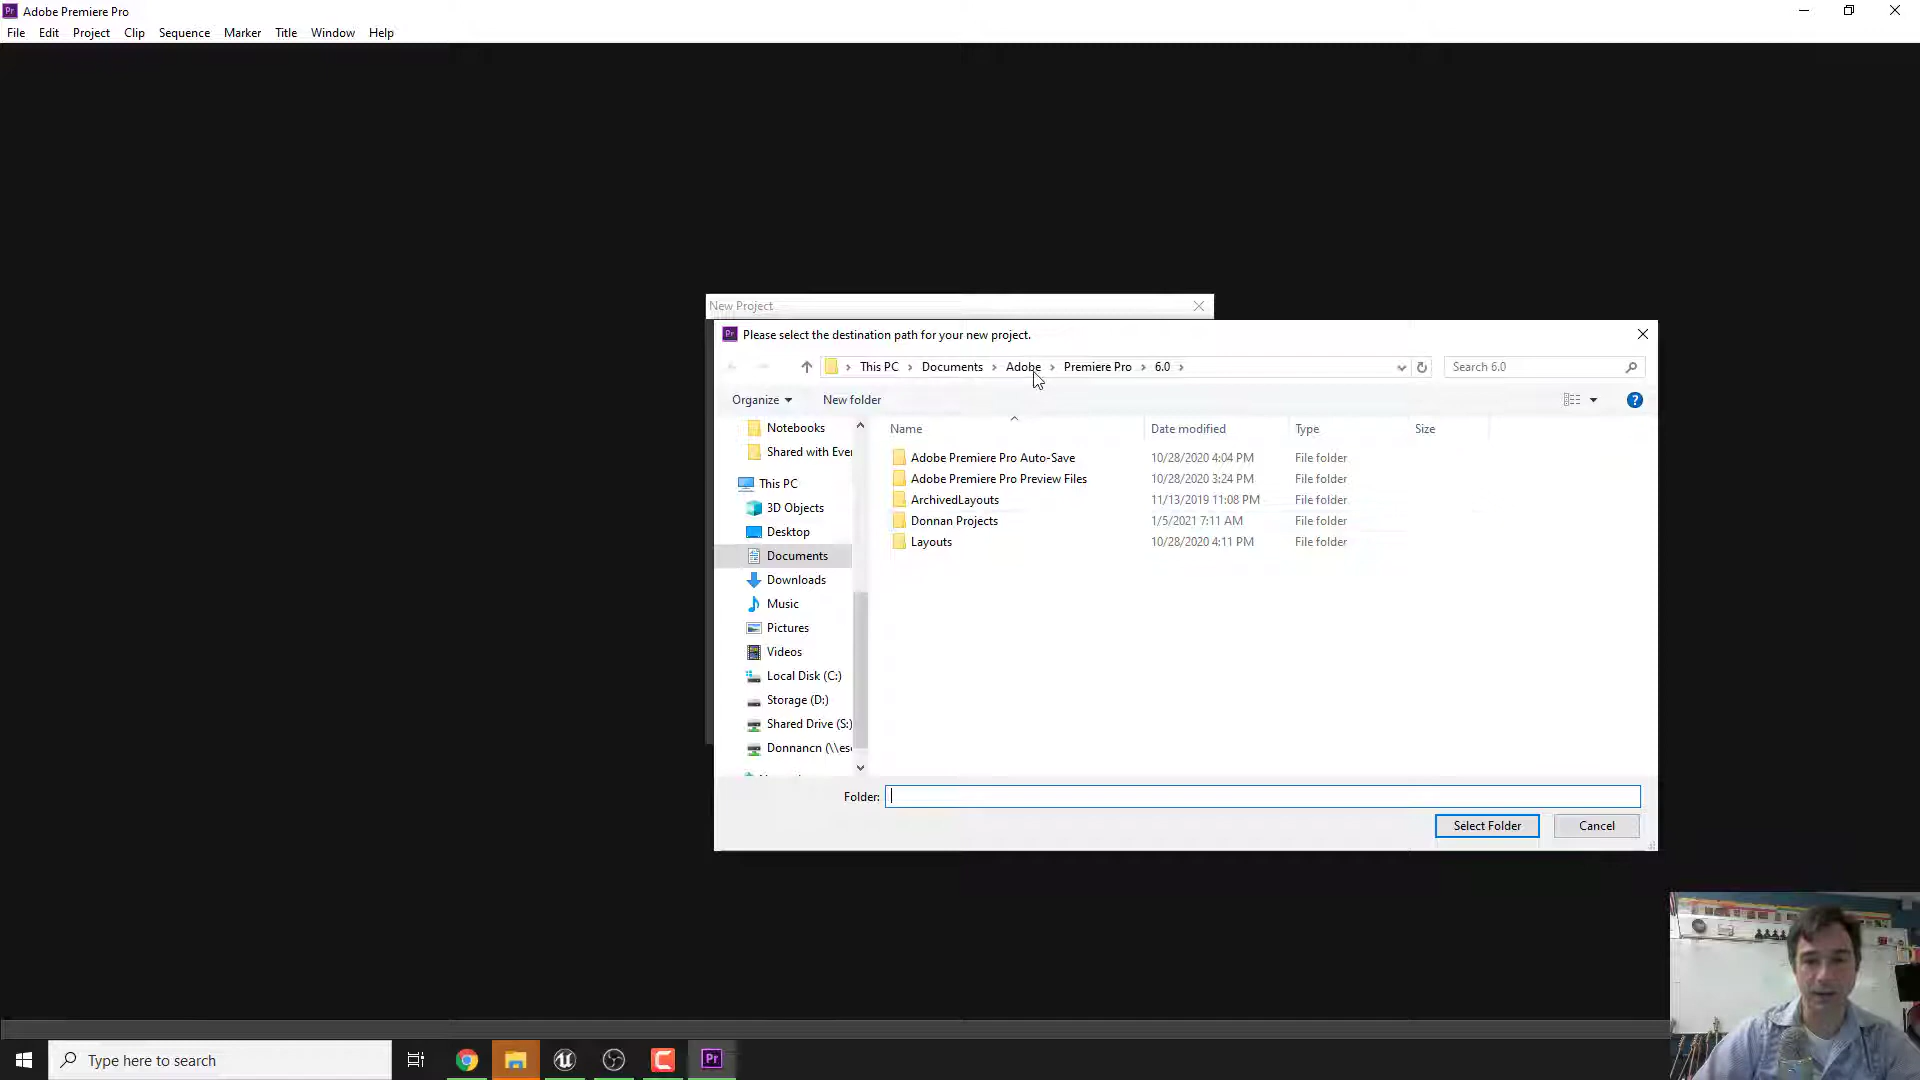 Adobe Premiere Pro
File Edit Project Clip Sequence Marker Title Window Help
New Project
Please select the destination path for your new project.
This PC Documents Adobe Premiere Pro 6.0
Search 6.0
Organize New folder
Name Date modified Type Size
Notebooks
Shared with Ever
This PC
3D Objects
Desktop
Documents
Downloads
Music
Pictures
Videos
Local Disk (C:)
Storage (D:)
Shared Drive (S:)
Donnancn (\\es
Adobe Premiere Pro Auto-Save 10/28/2020 4:04 PM File folder
Adobe Premiere Pro Preview Files 10/28/2020 3:24 PM File folder
ArchivedLayouts 11/13/2019 11:08 PM File folder
Donnan Projects 1/5/2021 7:11 AM File folder
Layouts 10/28/2020 4:11 PM File folder
Folder:
Select Folder Cancel
Type here to search